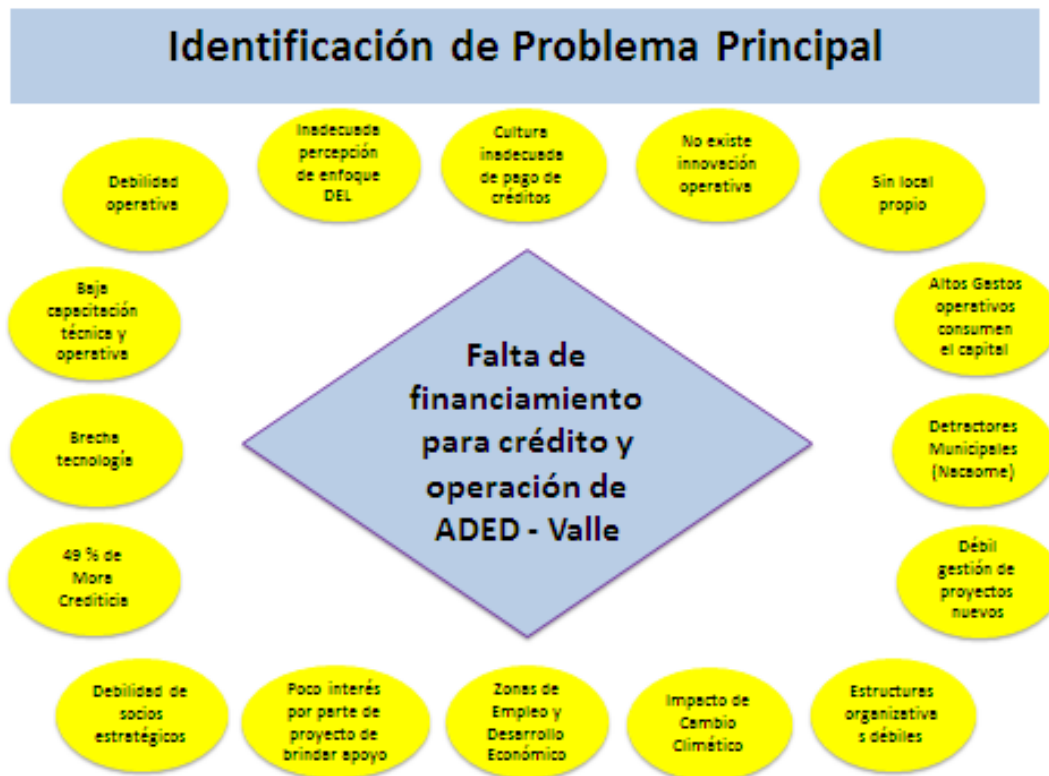 Identificación de Problema Principal
Inadecuada
percepción
de enfoque
DEL
Cultura
inadecuada
de pago de
créditos
No existe
innovación
operativa
Debilidad
operativa
Sin local
propio
Baja
capacitación
técnica y
operativa
Altos Gastos
operativos
consumen
el capital
Falta de
financiamiento
para crédito y
operación de
ADED - Valle
Brecha
tecnología
Detractores
Municipales
(Nacaome)
49 % de
Mora
Crediticia
Débil
gestión de
proyectos
nuevos
Debilidad de
socios
estratégicos
Poco interés
por parte de
proyecto de
brindar apoyo
Zonas de
Empleo y
Desarrollo
Económico
Impacto de
Cambio
Climático
Estructuras
organizativa
s débiles